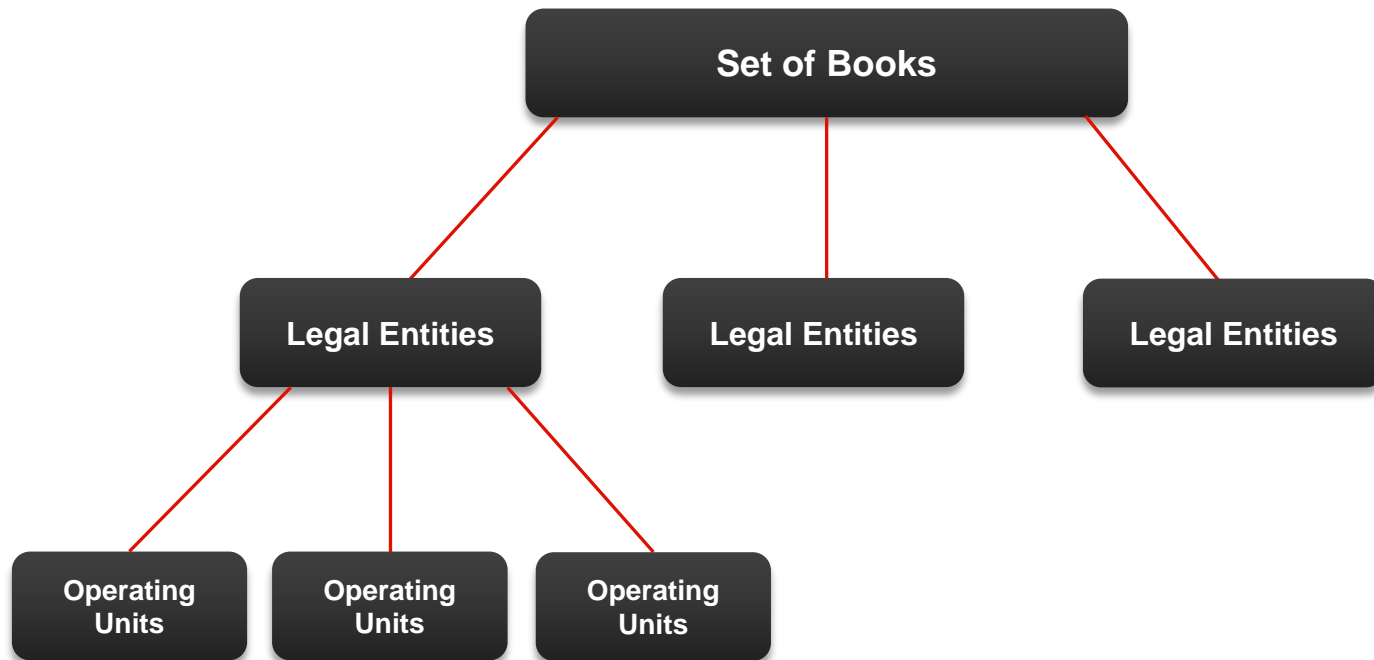 Set of Books
Legal Entities
Legal Entities
Legal Entities
Operating
Units
Operating
Units
Operating
Units